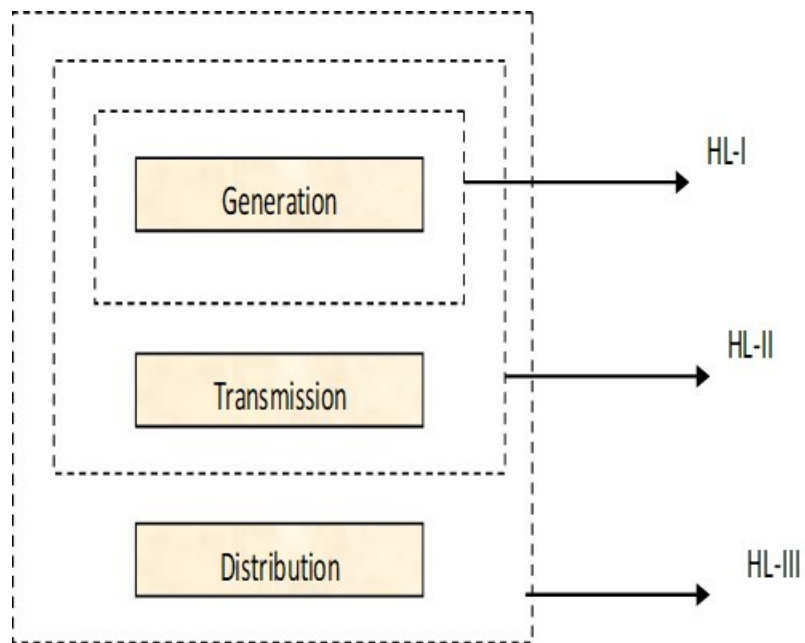 HL-I
Generation
HL-II
Transmission
HL-III
Distribution